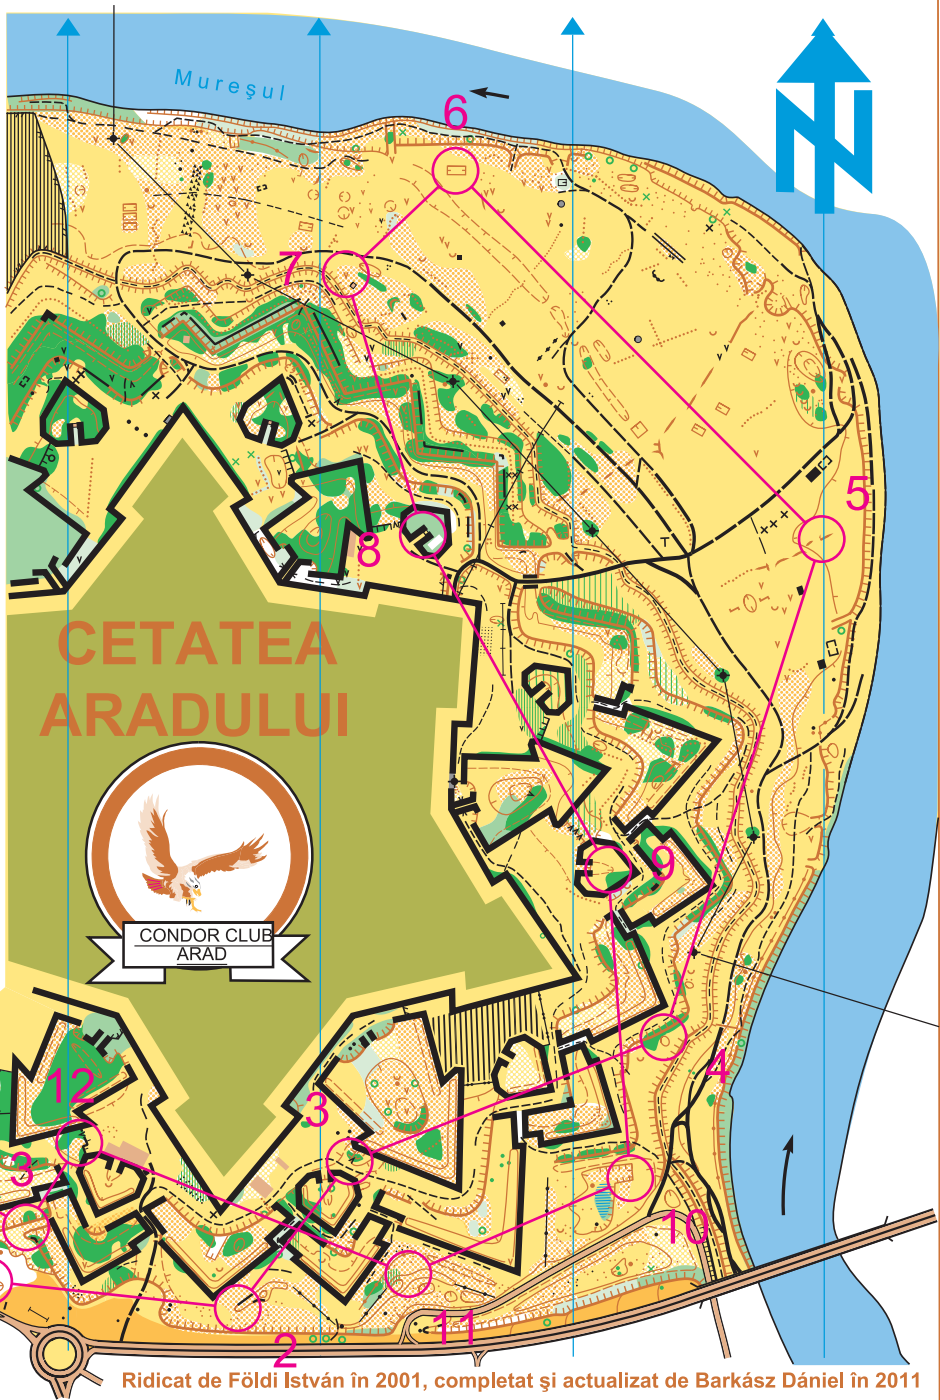 Mureşul
6
7
5
8
CETATEA
ARADULUI
9
CONDOR CLUB
ARAD
4
12
3
3
10
11
2
Ridicat de Földi István în 2001, completat şi actualizat de Barkász Dániel în 2011